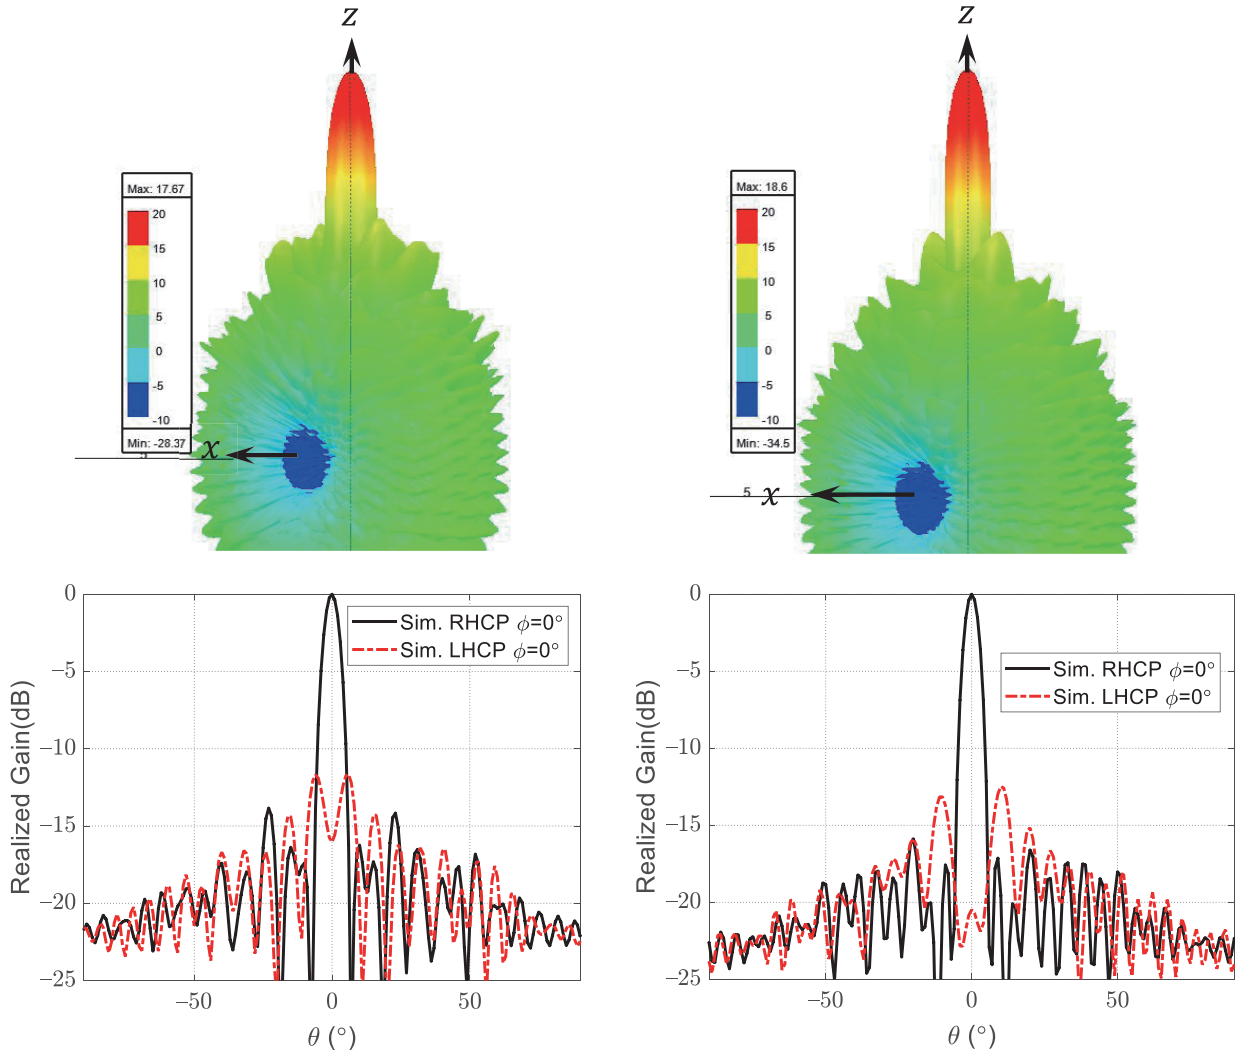 z
z
Max: 17.67
20
15
10
5
0
-5
-10
Min: -28.37
5
x
Max: 18.6
20
15
10
5
0
-5
-10
Min: -34.5
5
x
Realized Gain(dB)
0
−5
−10
−15
−20
−25
Sim. RHCP ϕ=0°
Sim. LHCP ϕ=0°
−50
0
50
θ (°)
Realized Gain(dB)
0
−5
−10
−15
−20
−25
Sim. RHCP ϕ=0°
Sim. LHCP ϕ=0°
−50
0
50
θ (°)